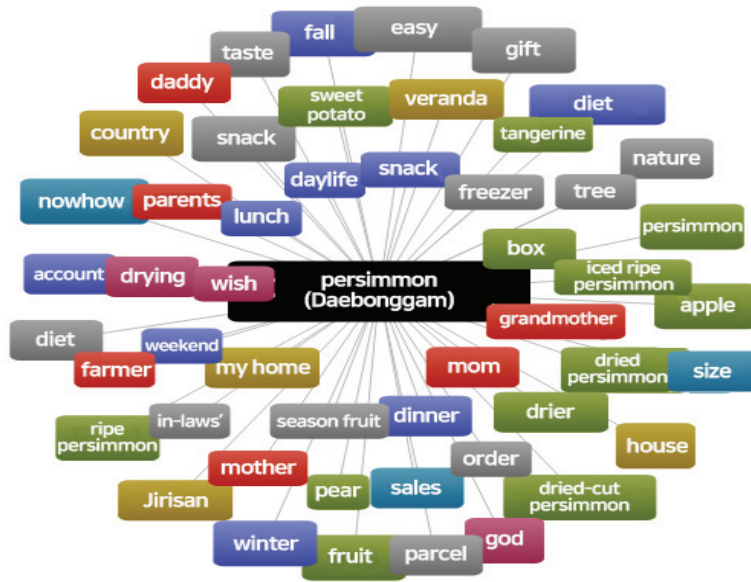 fall
easy
taste
gift
daddy
sweet
potato
veranda
diet
country
snack
tangerine
nature
daylife
snack
freezer
tree
nowhow
parents
lunch
persimmon
box
account
drying
wish
persimmon
(Daebonggam)
iced ripe
persimmon
apple
grandmother
diet
weekend
farmer
my home
mom
dried
persimmon
size
ripe
persimmon
in-laws'
season fruit
dinner
drier
house
mother
order
Jirisan
pear
sales
dried-cut
persimmon
winter
fruit
parcel
god